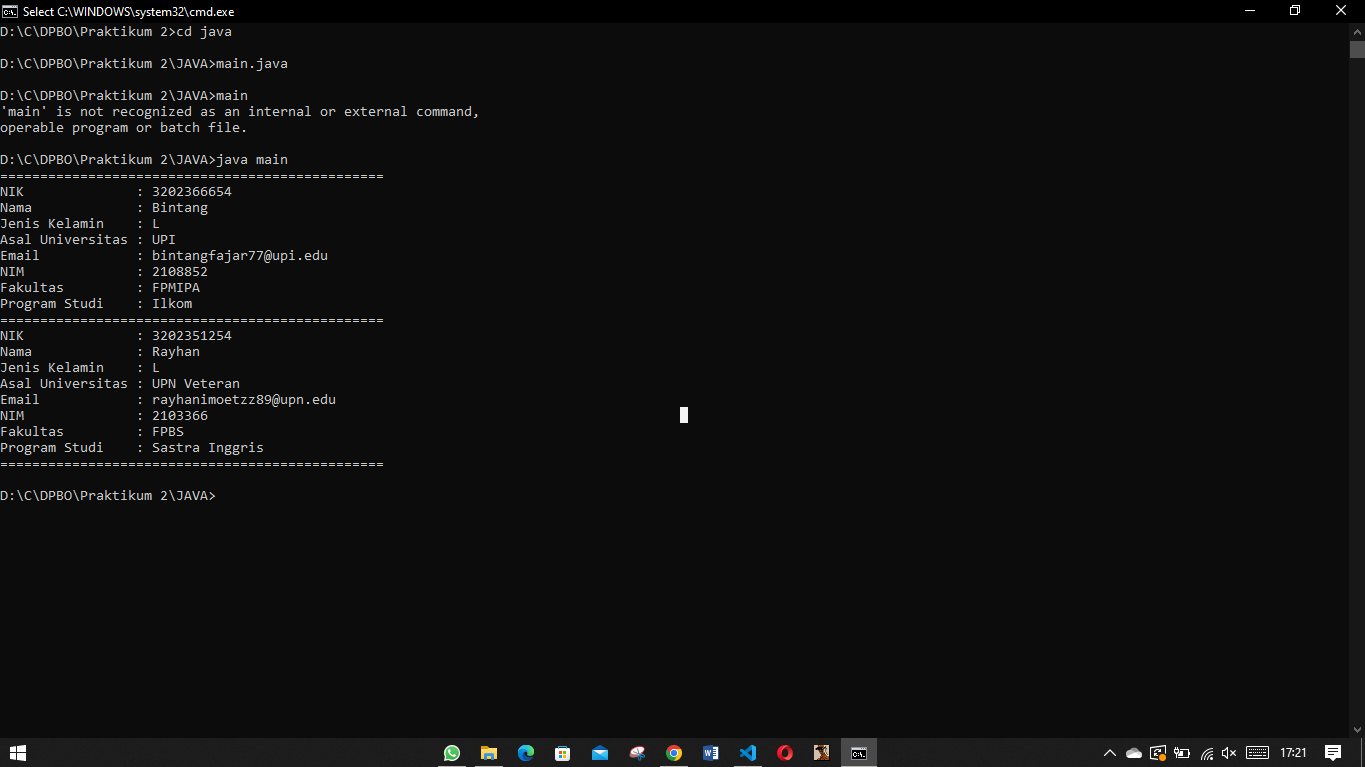 Select C:\WINDOWS\system32\cmd.exe
D:\C\DPBO\Praktikum 2>cd java
D:\C\DPBO\Praktikum 2\JAVA>main.java
D:\C\DPBO\Praktikum 2\JAVA>main
'main' is not recognized as an internal or external command,
operable program or batch file.
D:\C\DPBO\Praktikum 2\JAVA>java main
================================================
NIK              : 3202366654
Nama             : Bintang
Jenis Kelamin    : L
Asal Universitas : UPI
Email            : bintangfajar77@upi.edu
NIM              : 2108852
Fakultas         : FPMIPA
Program Studi    : Ilkom
================================================
NIK              : 3202351254
Nama             : Rayhan
Jenis Kelamin    : L
Asal Universitas : UPN Veteran
Email            : rayhanimoetzz89@upn.edu
NIM              : 2103366
Fakultas         : FPBS
Program Studi    : Sastra Inggris
================================================
D:\C\DPBO\Praktikum 2\JAVA>
17:21